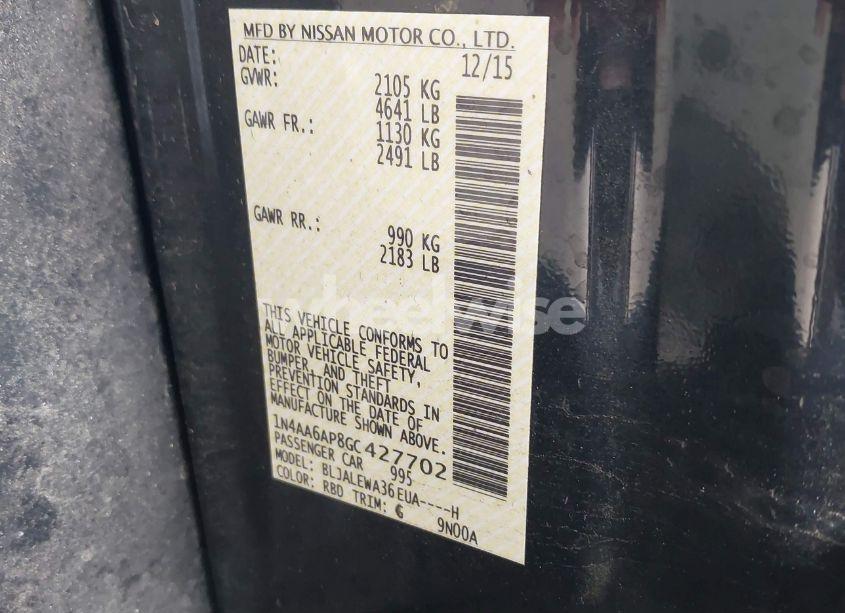 MFD BY NISSAN MOTOR CO., LTD.
DATE: 12/15
GVWR: 2105 KG
4641 LB
GAWR FR.: 1130 KG
2491 LB
GAWR RR.: 990 KG
2183 LB
THIS VEHICLE CONFORMS TO
ALL APPLICABLE FEDERAL
MOTOR VEHICLE SAFETY,
BUMPER, AND THEFT
PREVENTION STANDARDS IN
EFFECT ON THE DATE OF
MANUFACTURE SHOWN ABOVE.
1N4AA6AP8GC427702
PASSENGER CAR 995
MODEL: BLJALEWA36EUA----H
COLOR: RBD TRIM: G 9N00A
wheelwise